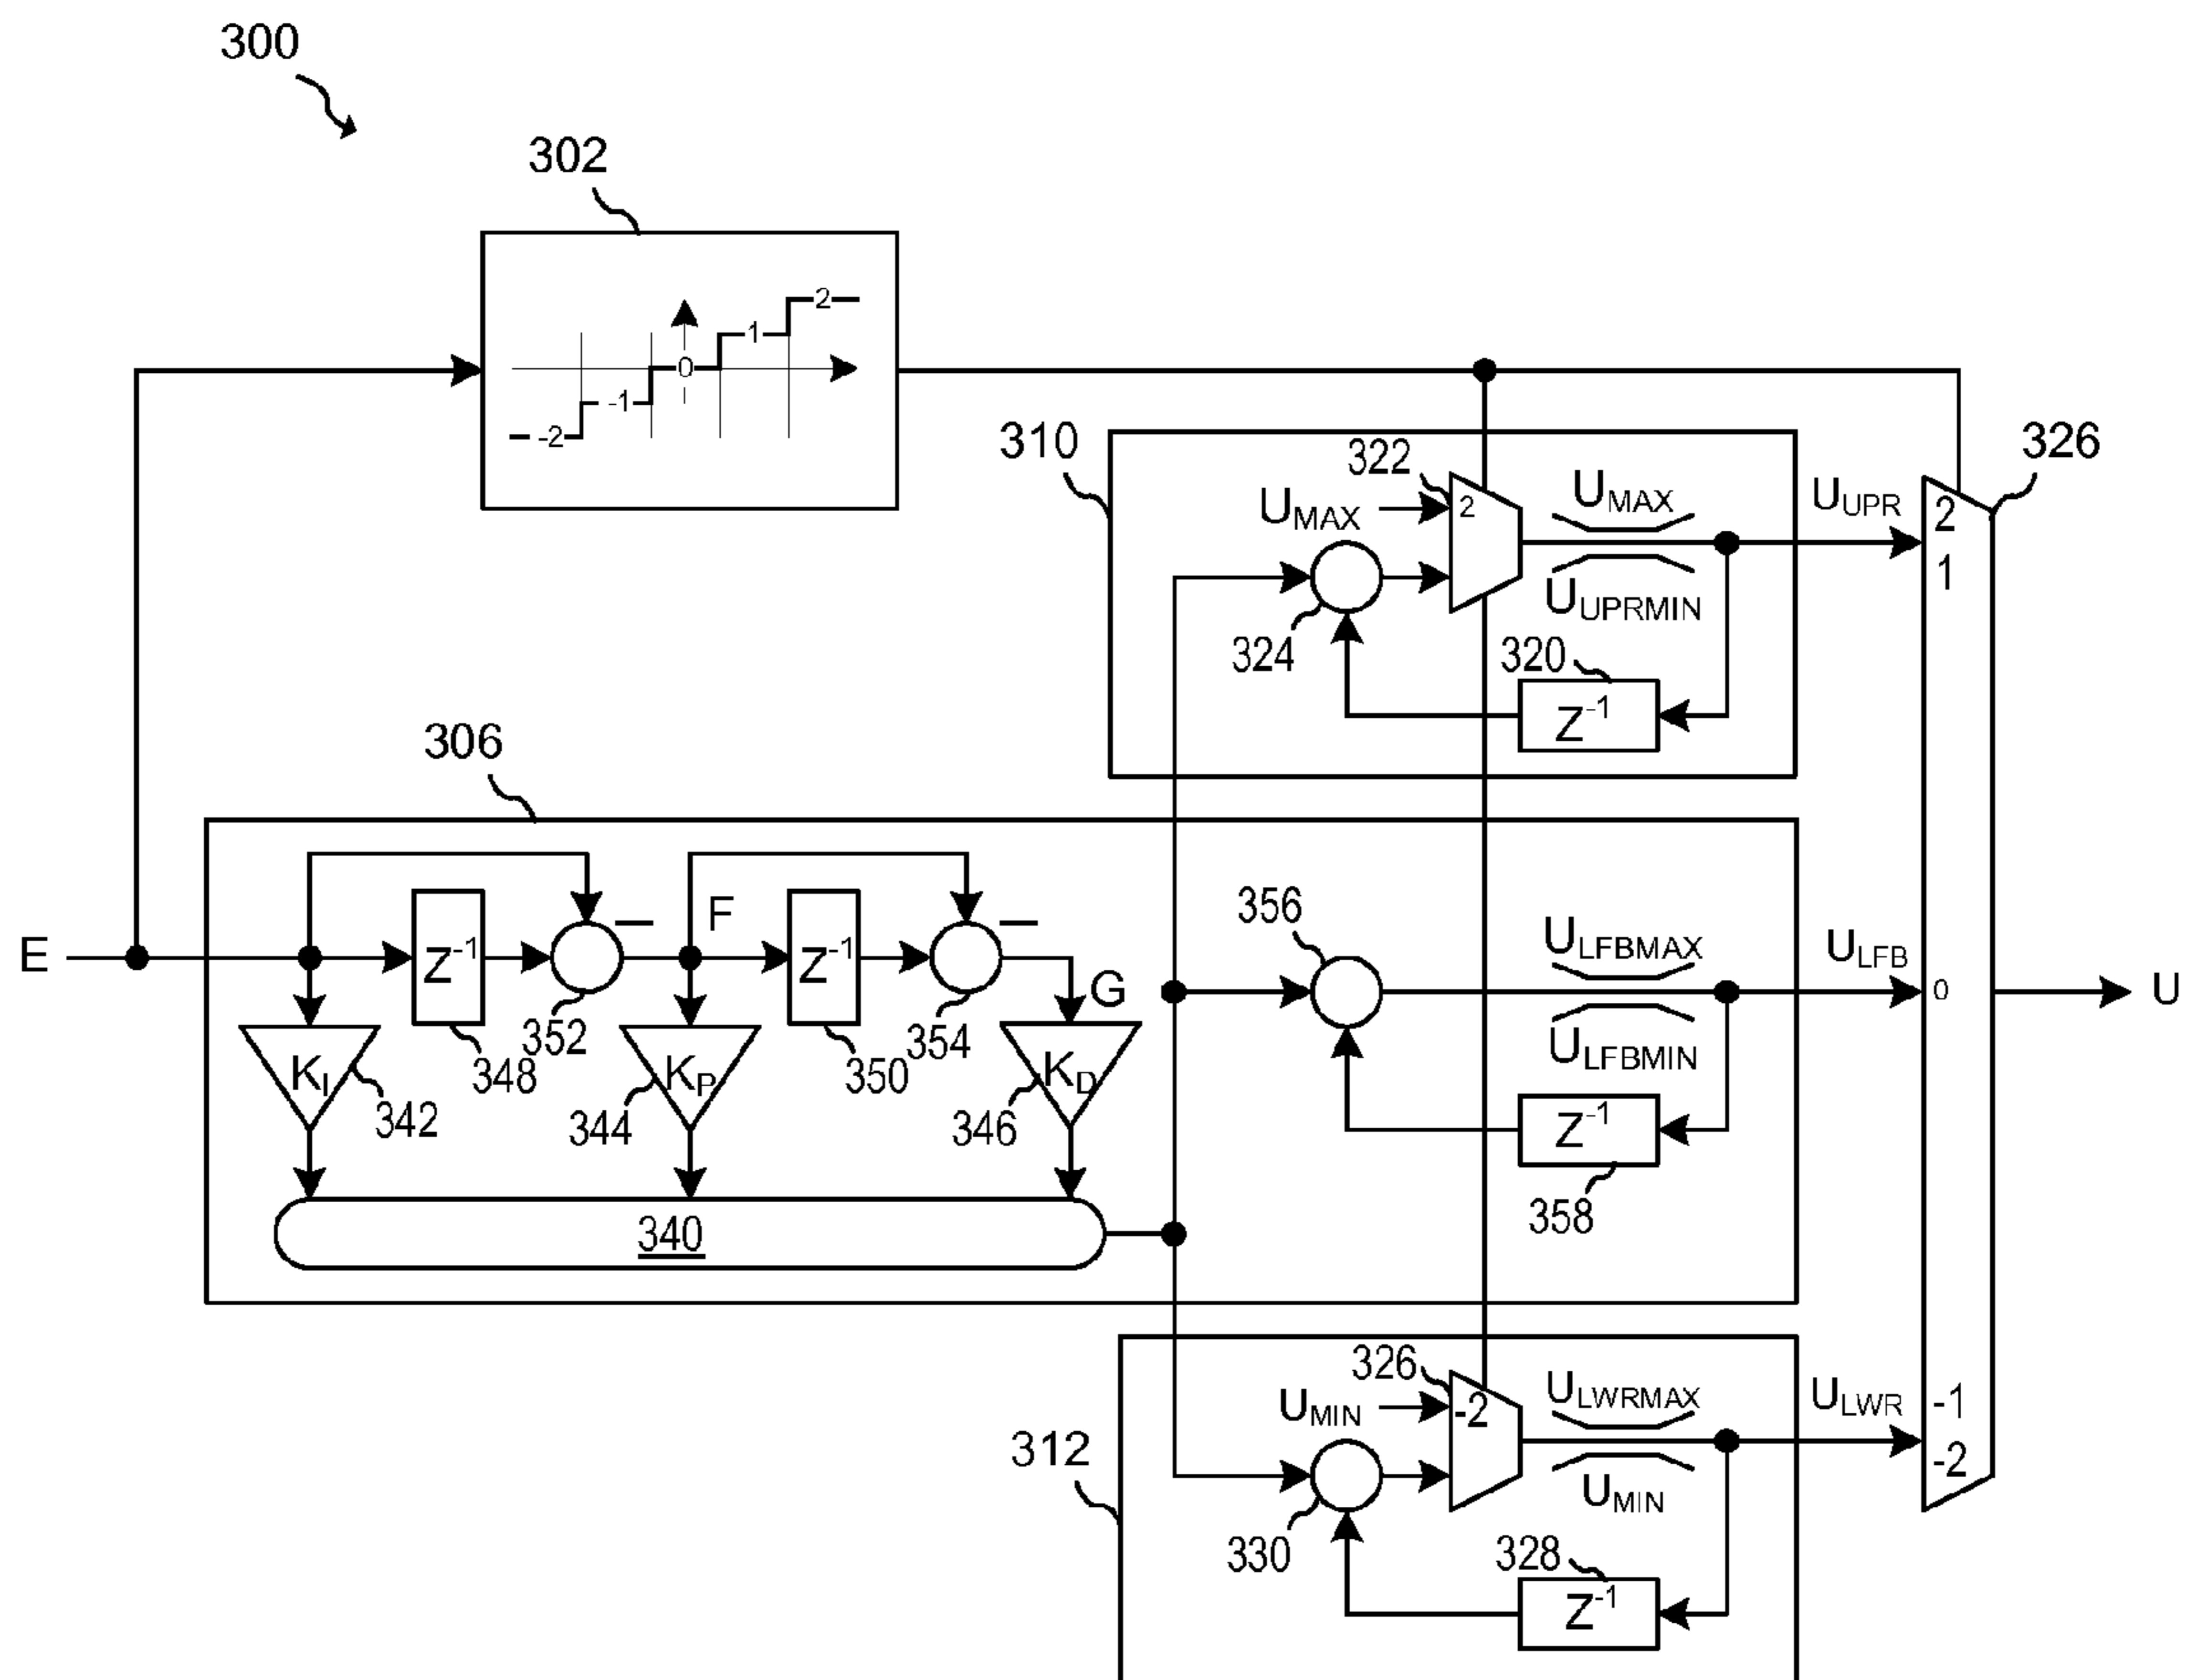 300
302
2
1
0
-1
-2
310
322
U_MAX
2
U_MAX
U_UPRMIN
U_UPR
326
2
1
324
320
Z^-1
306
E
Z^-1
352
348
F
Z^-1
354
350
G
K_I
342
K_P
344
K_D
346
340
356
U_LFBMAX
U_LFBMIN
U_LFB
0
U
Z^-1
358
312
326
U_MIN
-2
U_LWRMAX
U_MIN
U_LWR
-1
-2
330
328
Z^-1